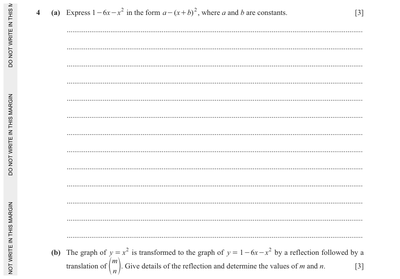 4 (a) Express 1 − 6x − x² in the form a − (x + b)², where a and b are constants. [3]
(b) The graph of y = x² is transformed to the graph of y = 1 − 6x − x² by a reflection followed by a
translation of (m n). Give details of the reflection and determine the values of m and n. [3]
DO NOT WRITE IN THIS
DO NOT WRITE IN THIS MARGIN
NOT WRITE IN THIS MARGIN